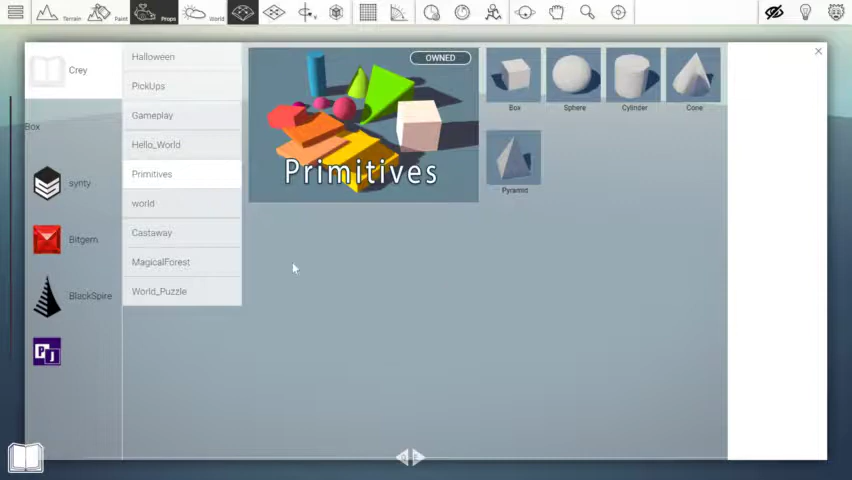 Terrain
Paint
Props
World
Crey
Box
synty
Bitgem
BlackSpire
PJ
Halloween
PickUps
Gameplay
Hello_World
Primitives
world
Castaway
MagicalForest
World_Puzzle
OWNED
Primitives
Box
Sphere
Cylinder
Cone
Pyramid